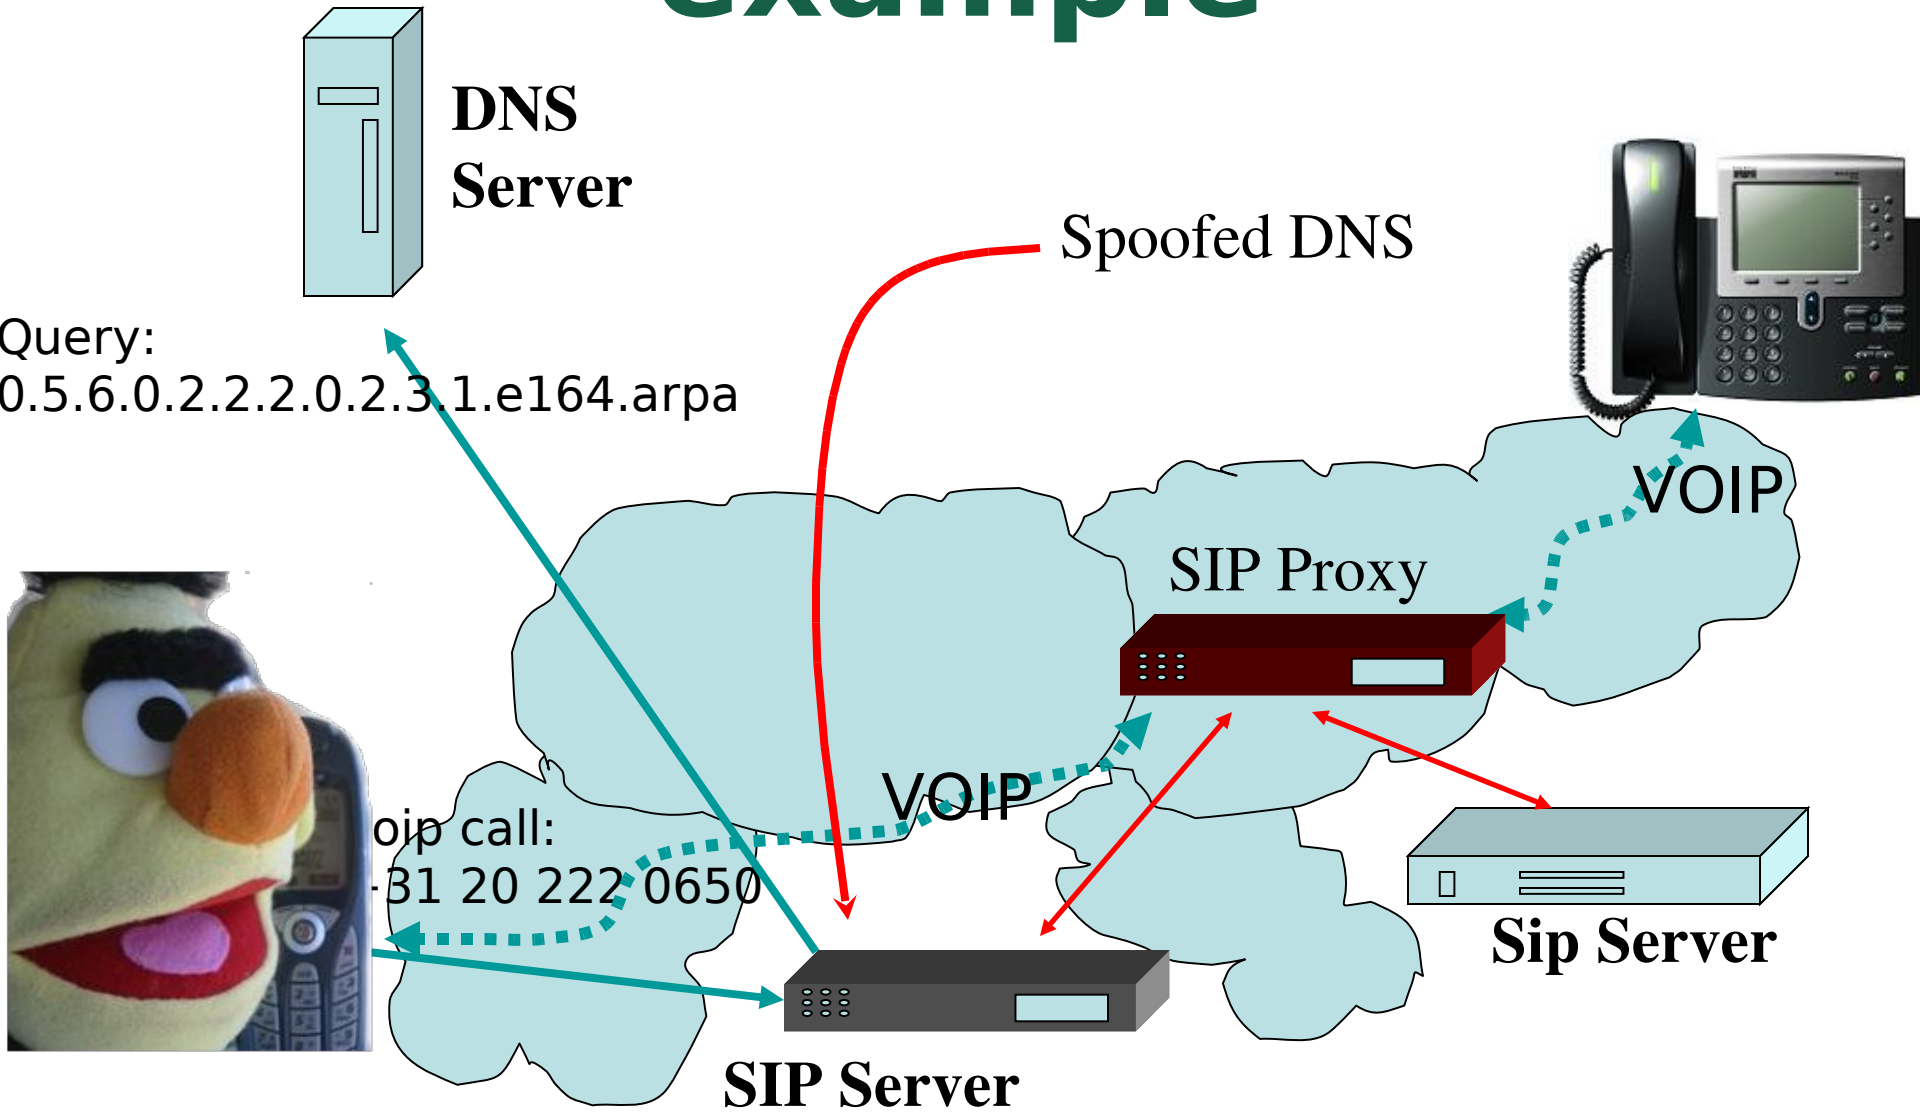 example
DNS
Server
Spoofed DNS
Query:
0.5.6.0.2.2.2.0.2.3.1.e164.arpa
VOIP
SIP Proxy
VOIP
oip call:
-31 20 222 0650
Sip Server
SIP Server